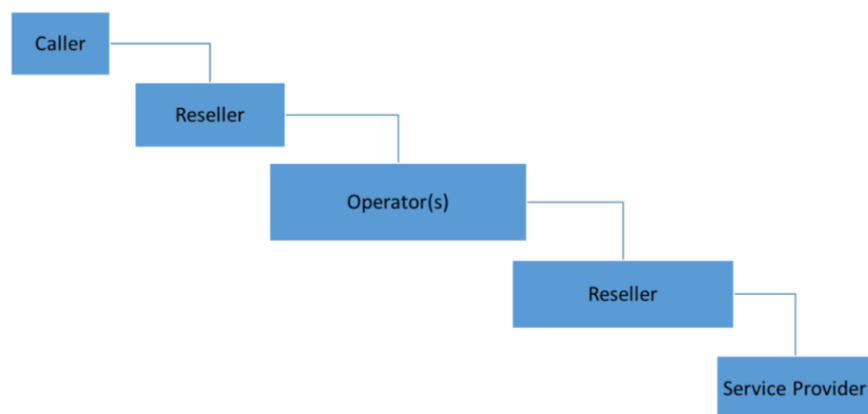 Caller
Reseller
Operator(s)
Reseller
Service Provider